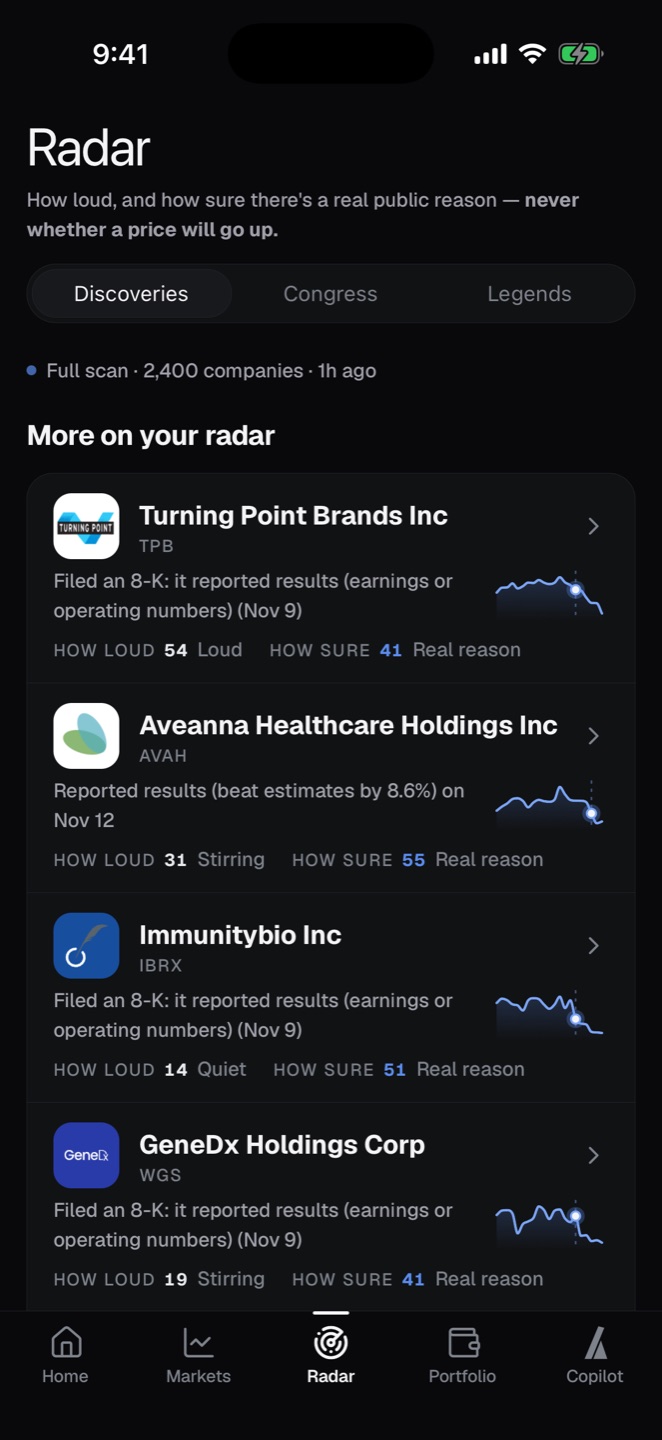 9:41
Radar
How loud, and how sure there's a real public reason — never
whether a price will go up.
Discoveries Congress Legends
Full scan · 2,400 companies · 1h ago
More on your radar
TURNING POINT
Turning Point Brands Inc
TPB
Filed an 8-K: it reported results (earnings or
operating numbers) (Nov 9)
HOW LOUD 54 Loud HOW SURE 41 Real reason
Aveanna Healthcare Holdings Inc
AVAH
Reported results (beat estimates by 8.6%) on
Nov 12
HOW LOUD 31 Stirring HOW SURE 55 Real reason
Immunitybio Inc
IBRX
Filed an 8-K: it reported results (earnings or
operating numbers) (Nov 9)
HOW LOUD 14 Quiet HOW SURE 51 Real reason
GeneDx
GeneDx Holdings Corp
WGS
Filed an 8-K: it reported results (earnings or
operating numbers) (Nov 9)
HOW LOUD 19 Stirring HOW SURE 41 Real reason
Home Markets Radar Portfolio Copilot